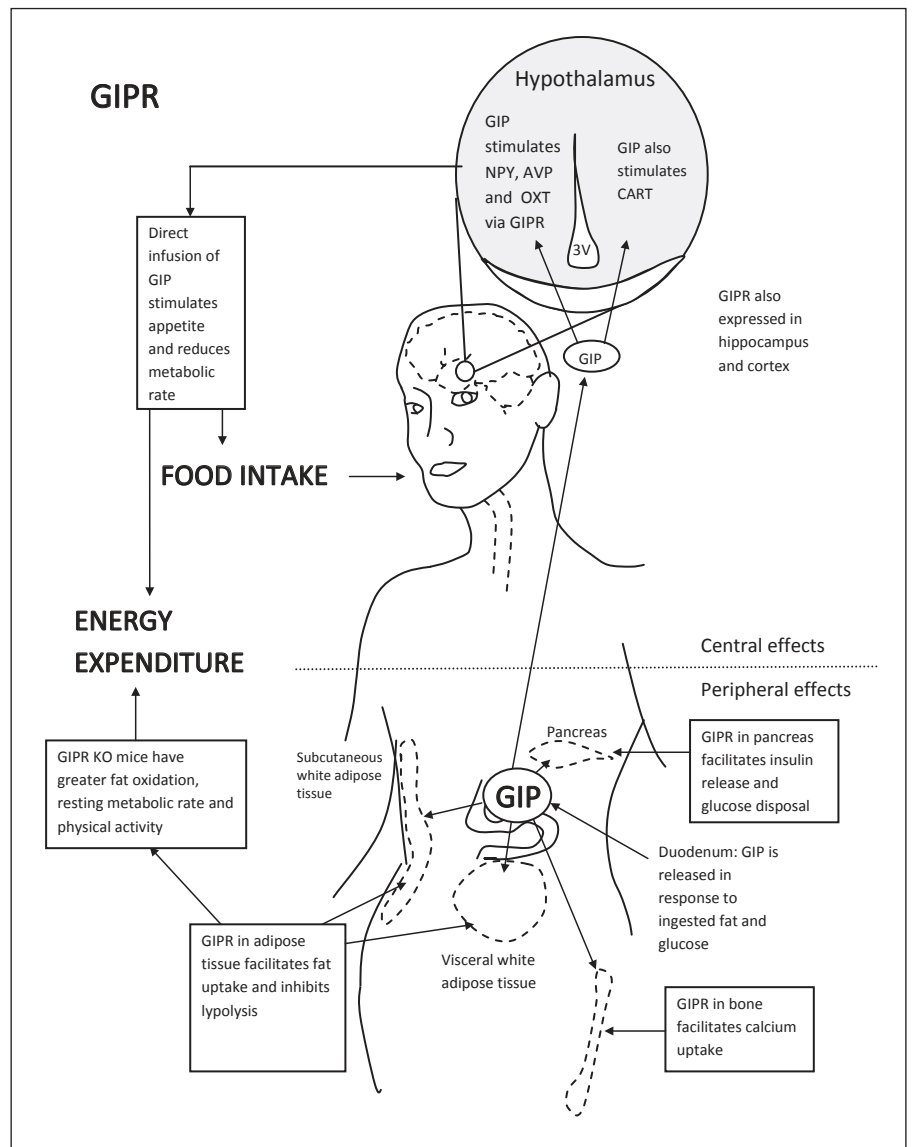 GIPR
Hypothalamus
GIP
stimulates
NPY, AVP
and OXT
via GIPR
GIP also
stimulates
CART
3V
Direct
infusion of
GIP
stimulates
appetite
and reduces
metabolic
rate
GIPR also
expressed in
hippocampus
and cortex
GIP
FOOD INTAKE
ENERGY
EXPENDITURE
Central effects
Peripheral effects
GIPR KO mice have
greater fat oxidation,
resting metabolic rate and
physical activity
Subcutaneous
white adipose
tissue
Pancreas
GIPR in pancreas
facilitates insulin
release and
glucose disposal
GIP
Duodenum: GIP is
released in
response to
ingested fat and
glucose
GIPR in adipose
tissue facilitates fat
uptake and inhibits
lypolysis
Visceral white
adipose tissue
GIPR in bone
facilitates calcium
uptake